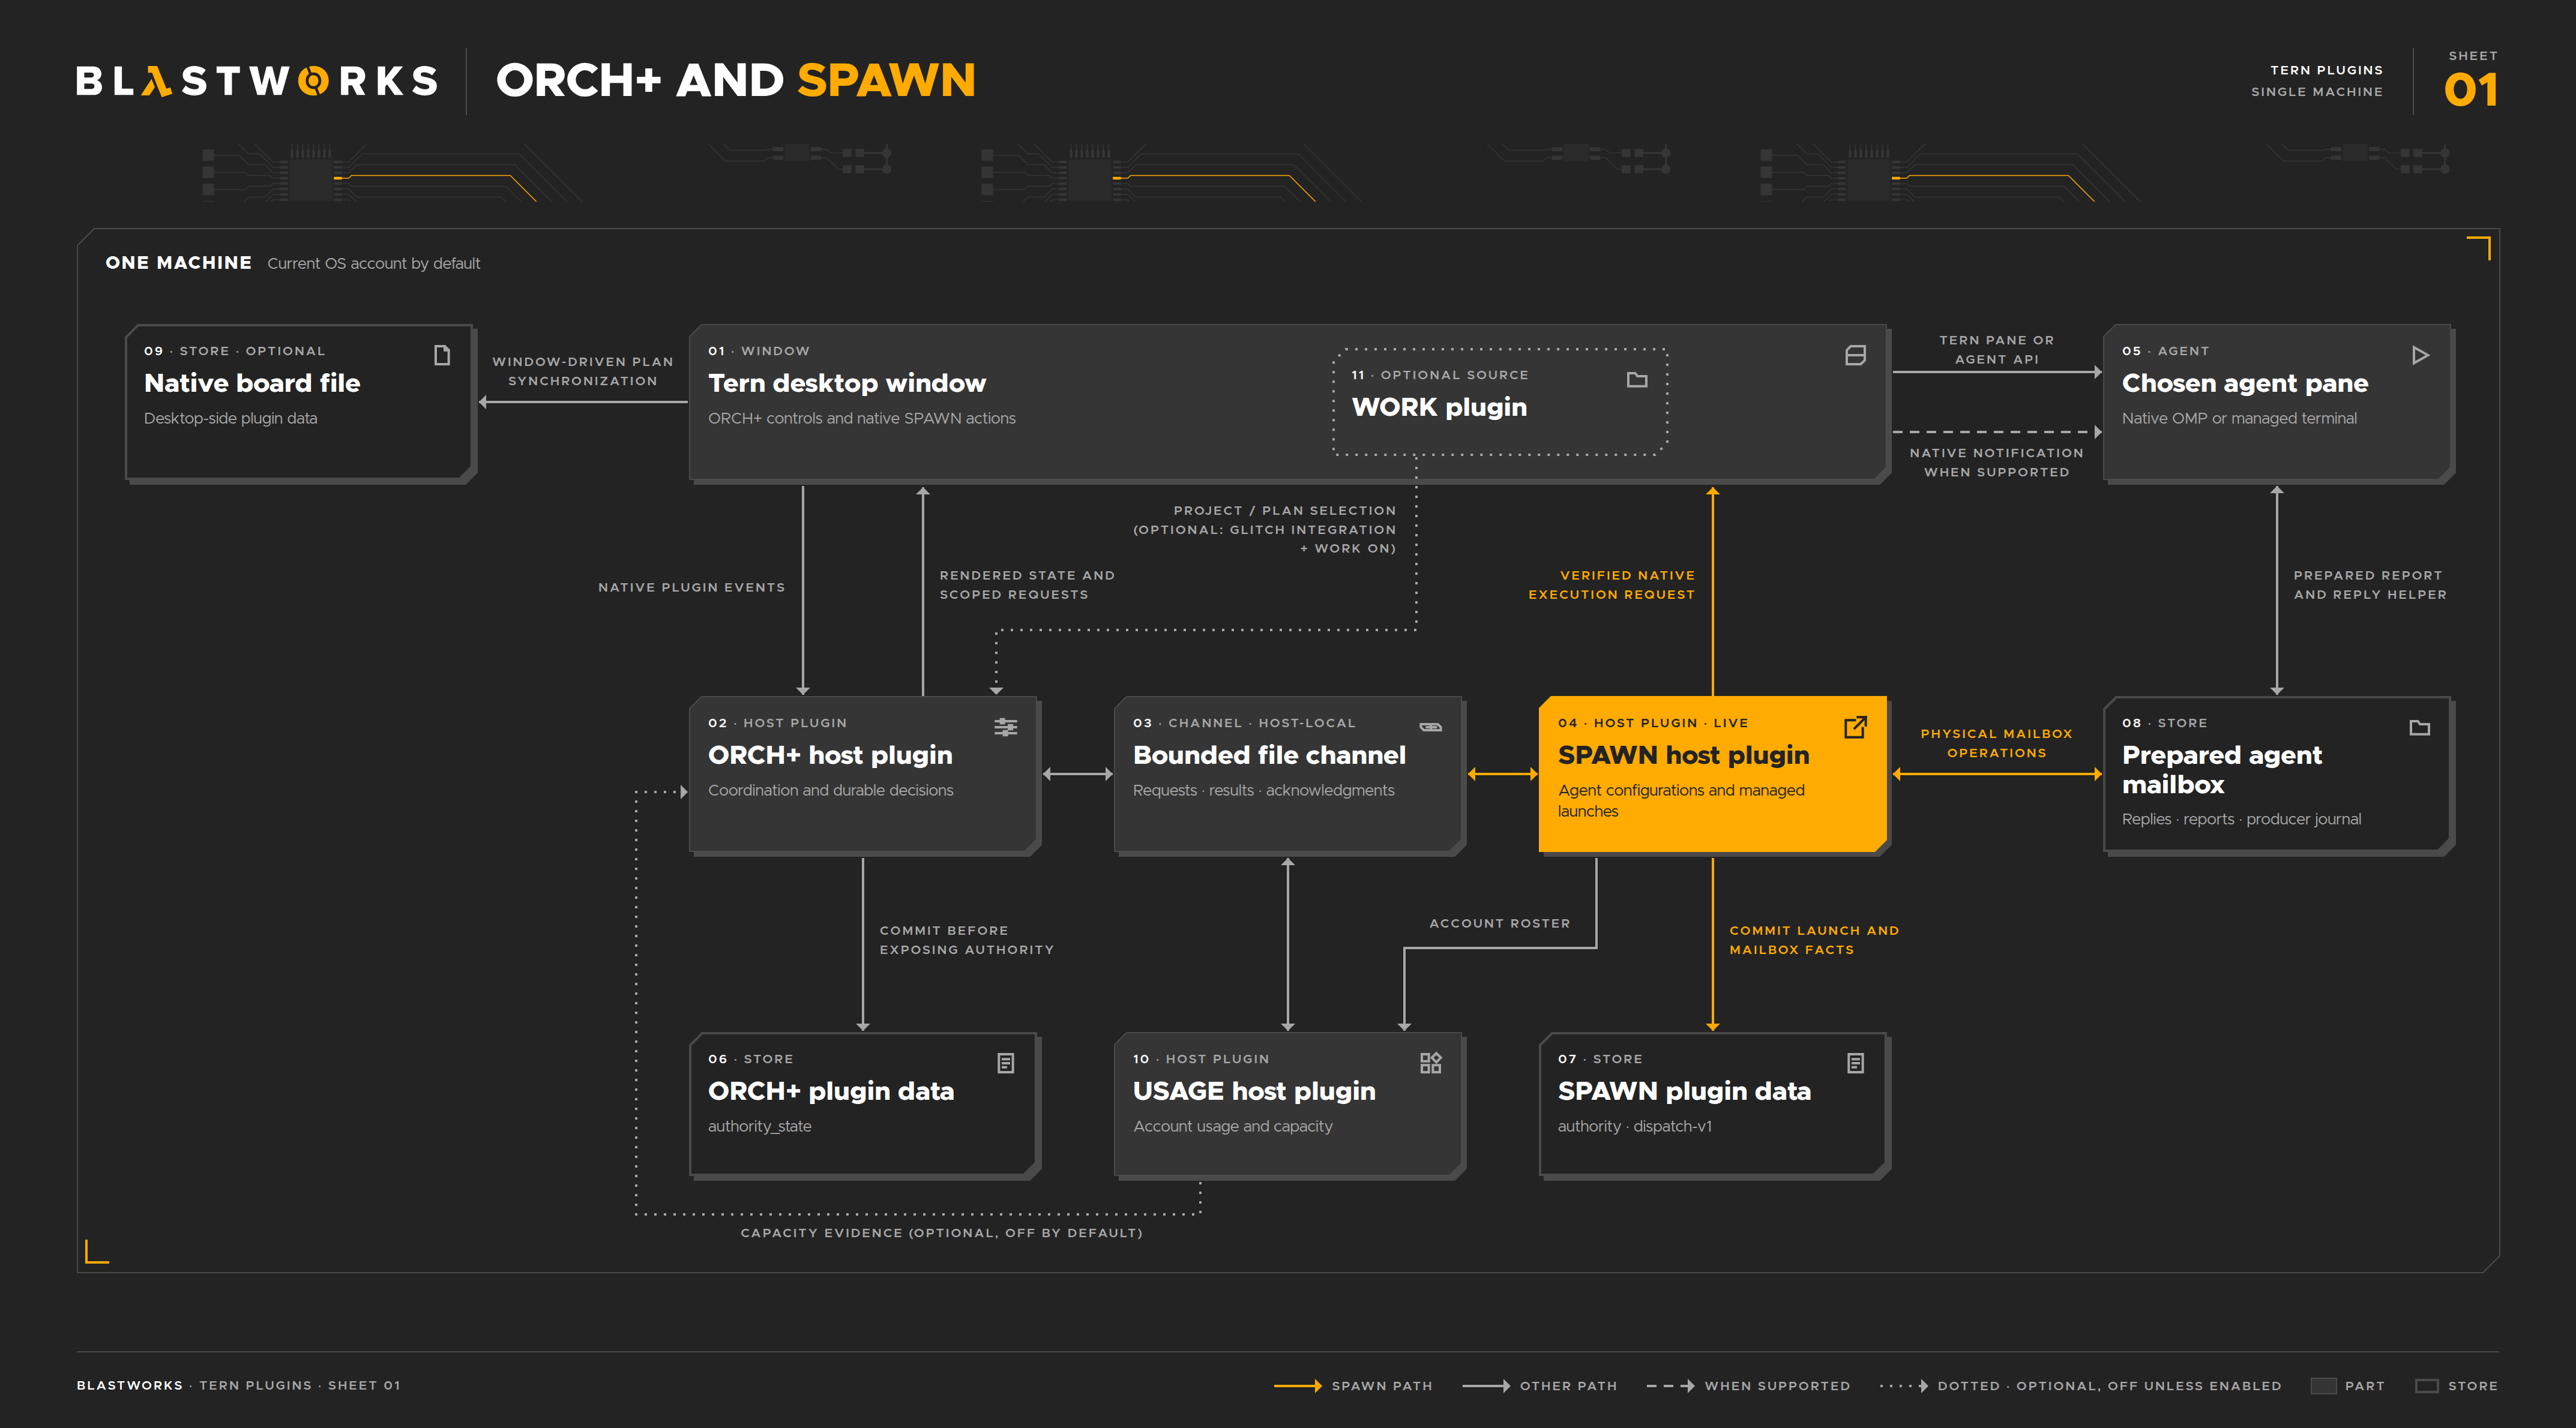 BLASTWORKS
ORCH+ AND SPAWN
TERN PLUGINS
SINGLE MACHINE
SHEET
01
ONE MACHINE Current OS account by default
09 · STORE · OPTIONAL
Native board file
Desktop-side plugin data
WINDOW-DRIVEN PLAN
SYNCHRONIZATION
01 · WINDOW
Tern desktop window
ORCH+ controls and native SPAWN actions
11 · OPTIONAL SOURCE
WORK plugin
TERN PANE OR
AGENT API
NATIVE NOTIFICATION
WHEN SUPPORTED
05 · AGENT
Chosen agent pane
Native OMP or managed terminal
NATIVE PLUGIN EVENTS
RENDERED STATE AND
SCOPED REQUESTS
PROJECT / PLAN SELECTION
(OPTIONAL: GLITCH INTEGRATION
+ WORK ON)
VERIFIED NATIVE
EXECUTION REQUEST
PREPARED REPORT
AND REPLY HELPER
02 · HOST PLUGIN
ORCH+ host plugin
Coordination and durable decisions
03 · CHANNEL · HOST-LOCAL
Bounded file channel
Requests · results · acknowledgments
04 · HOST PLUGIN · LIVE
SPAWN host plugin
Agent configurations and managed
launches
PHYSICAL MAILBOX
OPERATIONS
08 · STORE
Prepared agent
mailbox
Replies · reports · producer journal
COMMIT BEFORE
EXPOSING AUTHORITY
ACCOUNT ROSTER
COMMIT LAUNCH AND
MAILBOX FACTS
06 · STORE
ORCH+ plugin data
authority_state
10 · HOST PLUGIN
USAGE host plugin
Account usage and capacity
07 · STORE
SPAWN plugin data
authority · dispatch-v1
CAPACITY EVIDENCE (OPTIONAL, OFF BY DEFAULT)
BLASTWORKS · TERN PLUGINS · SHEET 01
SPAWN PATH
OTHER PATH
WHEN SUPPORTED
DOTTED · OPTIONAL, OFF UNLESS ENABLED
PART
STORE